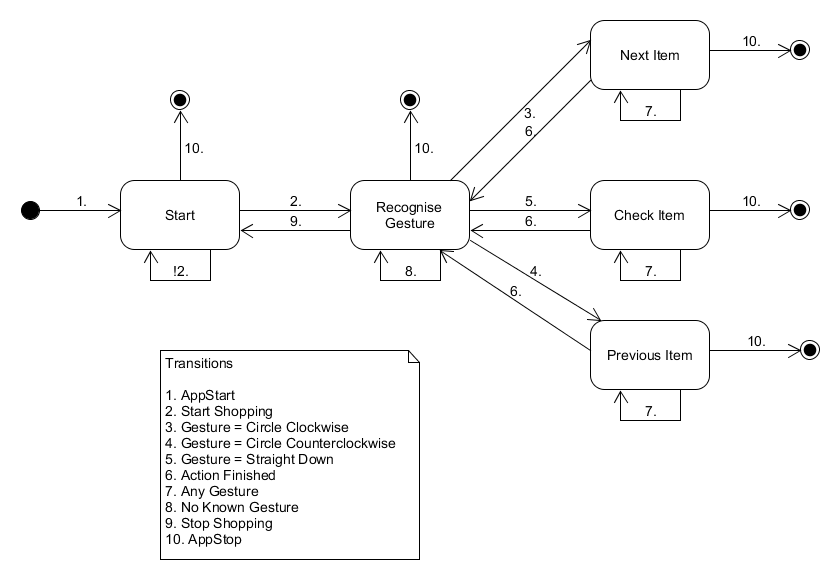 10.
Next Item
3.
7.
6.
10.
10.
1.
Start
2.
9.
Recognise
Gesture
5.
6.
Check Item
10.
!2.
8.
7.
4.
6.
Previous Item
10.
7.
Transitions
1. AppStart
2. Start Shopping
3. Gesture = Circle Clockwise
4. Gesture = Circle Counterclockwise
5. Gesture = Straight Down
6. Action Finished
7. Any Gesture
8. No Known Gesture
9. Stop Shopping
10. AppStop